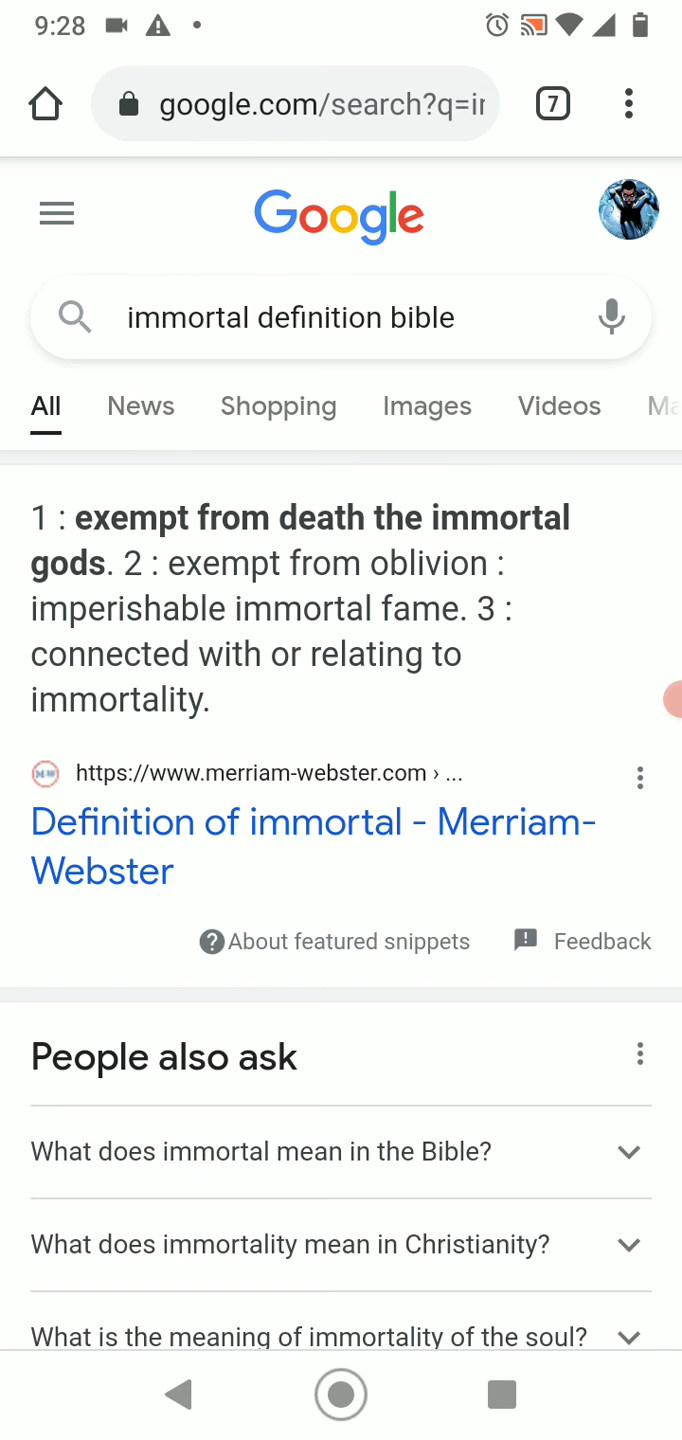 9:28
google.com/search?q=ir
7
Google
immortal definition bible
All News Shopping Images Videos Ma
1 : exempt from death the immortal
gods. 2 : exempt from oblivion :
imperishable immortal fame. 3 :
connected with or relating to
immortality.
https://www.merriam-webster.com › ...
Definition of immortal - Merriam-
Webster
About featured snippets Feedback
People also ask
What does immortal mean in the Bible?
What does immortality mean in Christianity?
What is the meaning of immortality of the soul?